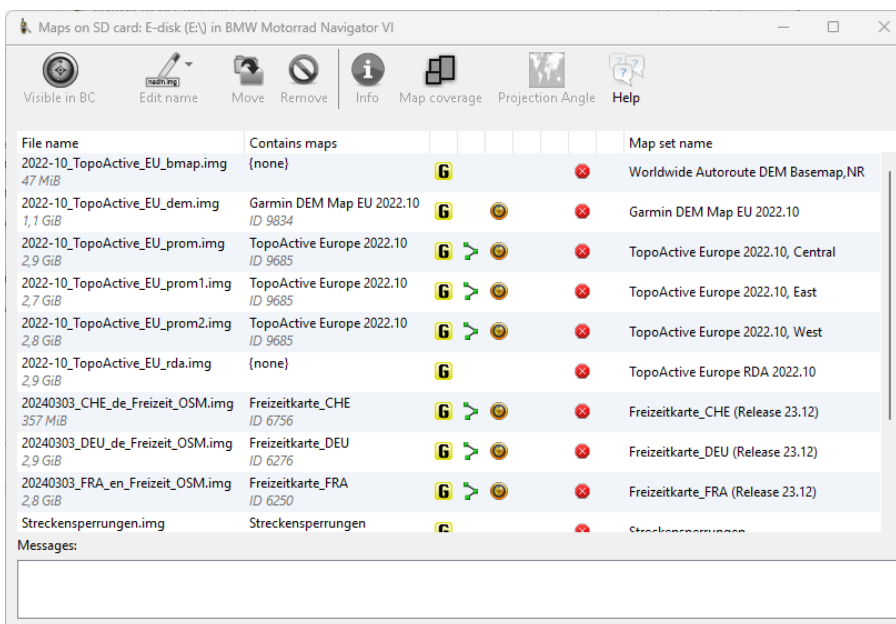 Maps on SD card: E-disk (E:\) in BMW Motorrad Navigator VI
Visible in BC
nadm.img
Edit name
Move
Remove
Info
Map coverage
Projection Angle
Help
File name Contains maps Map set name
2022-10_TopoActive_EU_bmap.img {none} G Worldwide Autoroute DEM Basemap,NR
47 MiB
2022-10_TopoActive_EU_dem.img Garmin DEM Map EU 2022.10 G Garmin DEM Map EU 2022.10
1,1 GiB ID 9834
2022-10_TopoActive_EU_prom.img TopoActive Europe 2022.10 G TopoActive Europe 2022.10, Central
2,9 GiB ID 9685
2022-10_TopoActive_EU_prom1.img TopoActive Europe 2022.10 G TopoActive Europe 2022.10, East
2,7 GiB ID 9685
2022-10_TopoActive_EU_prom2.img TopoActive Europe 2022.10 G TopoActive Europe 2022.10, West
2,8 GiB ID 9685
2022-10_TopoActive_EU_rda.img {none} G TopoActive Europe RDA 2022.10
2,9 GiB
20240303_CHE_de_Freizeit_OSM.img Freizeitkarte_CHE G Freizeitkarte_CHE (Release 23.12)
357 MiB ID 6756
20240303_DEU_de_Freizeit_OSM.img Freizeitkarte_DEU G Freizeitkarte_DEU (Release 23.12)
2,9 GiB ID 6276
20240303_FRA_en_Freizeit_OSM.img Freizeitkarte_FRA G Freizeitkarte_FRA (Release 23.12)
2,8 GiB ID 6250
Streckensperrungen.img Streckensperrungen G Streckensperrungen
Messages: